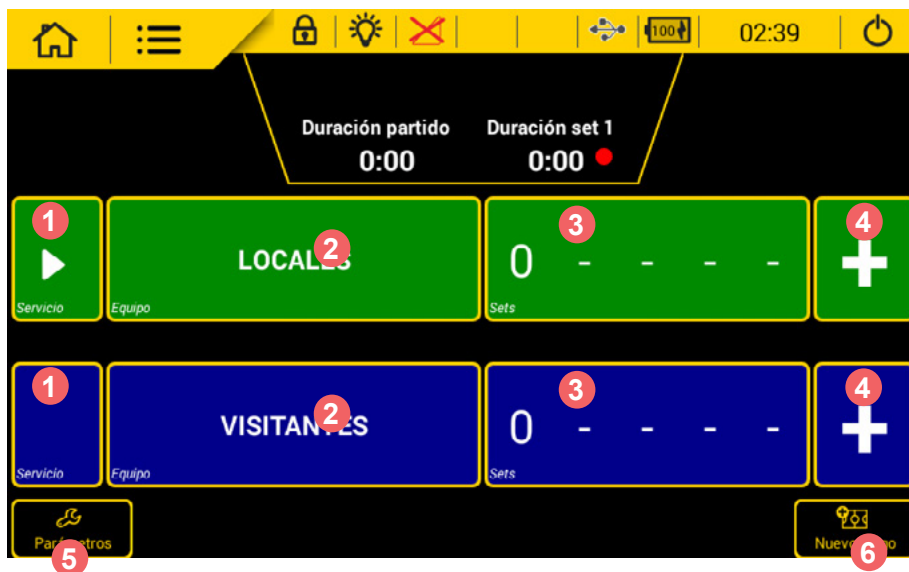 100 02:39
Duración partido Duración set 1
0:00 0:00
1 2 3 4
LOCALES 0 - - - -
Servicio Equipo Sets
1 2 3 4
VISITANTES 0 - - - -
Servicio Equipo Sets
Parámetros
5 6